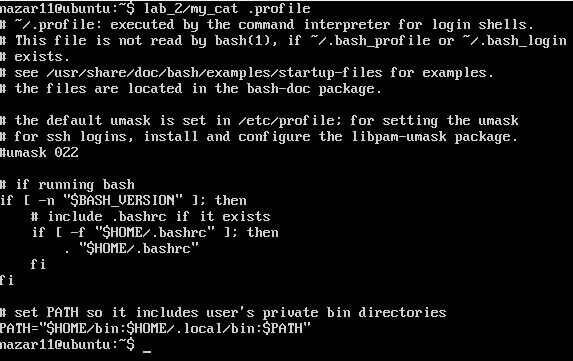 nazar11@ubuntu:~$ lab_2/my_cat .profile
# ~/.profile: executed by the command interpreter for login shells.
# This file is not read by bash(1), if ~/.bash_profile or ~/.bash_login
# exists.
# see /usr/share/doc/bash/examples/startup-files for examples.
# the files are located in the bash-doc package.

# the default umask is set in /etc/profile; for setting the umask
# for ssh logins, install and configure the libpam-umask package.
#umask 022

# if running bash
if [ -n "$BASH_VERSION" ]; then
    # include .bashrc if it exists
    if [ -f "$HOME/.bashrc" ]; then
        . "$HOME/.bashrc"
    fi
fi

# set PATH so it includes user's private bin directories
PATH="$HOME/bin:$HOME/.local/bin:$PATH"
nazar11@ubuntu:~$ _